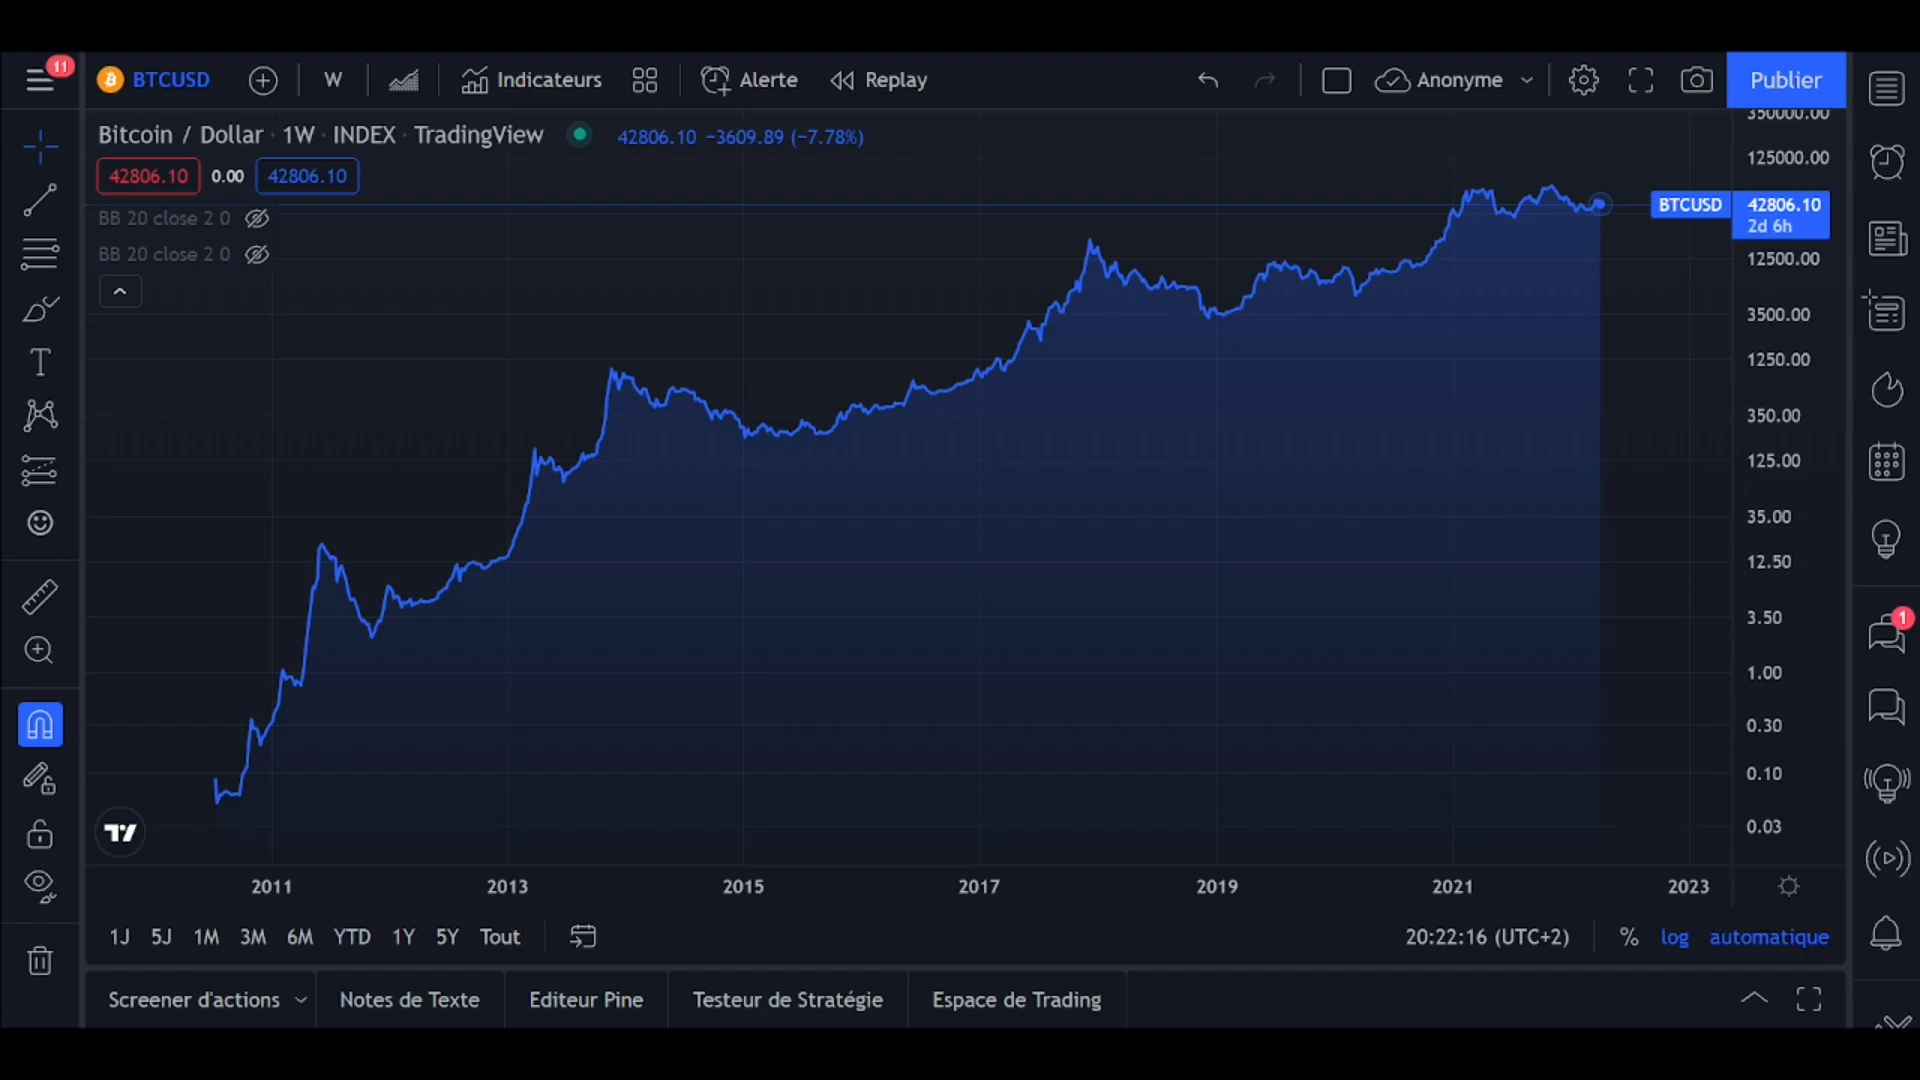 11
BTCUSD
W
Indicateurs
Alerte
Replay
Anonyme
Publier
Bitcoin / Dollar · 1W · INDEX · TradingView
42806.10 −3609.89 (−7.78%)
42806.10 0.00 42806.10
BB 20 close 2 0
BB 20 close 2 0
350000.00
125000.00
BTCUSD 42806.10
2d 6h
12500.00
3500.00
1250.00
350.00
125.00
35.00
12.50
3.50
1.00
0.30
0.10
0.03
1
2011 2013 2015 2017 2019 2021 2023
1J 5J 1M 3M 6M YTD 1Y 5Y Tout
20:22:16 (UTC+2) % log automatique
Screener d'actions Notes de Texte Editeur Pine Testeur de Stratégie Espace de Trading